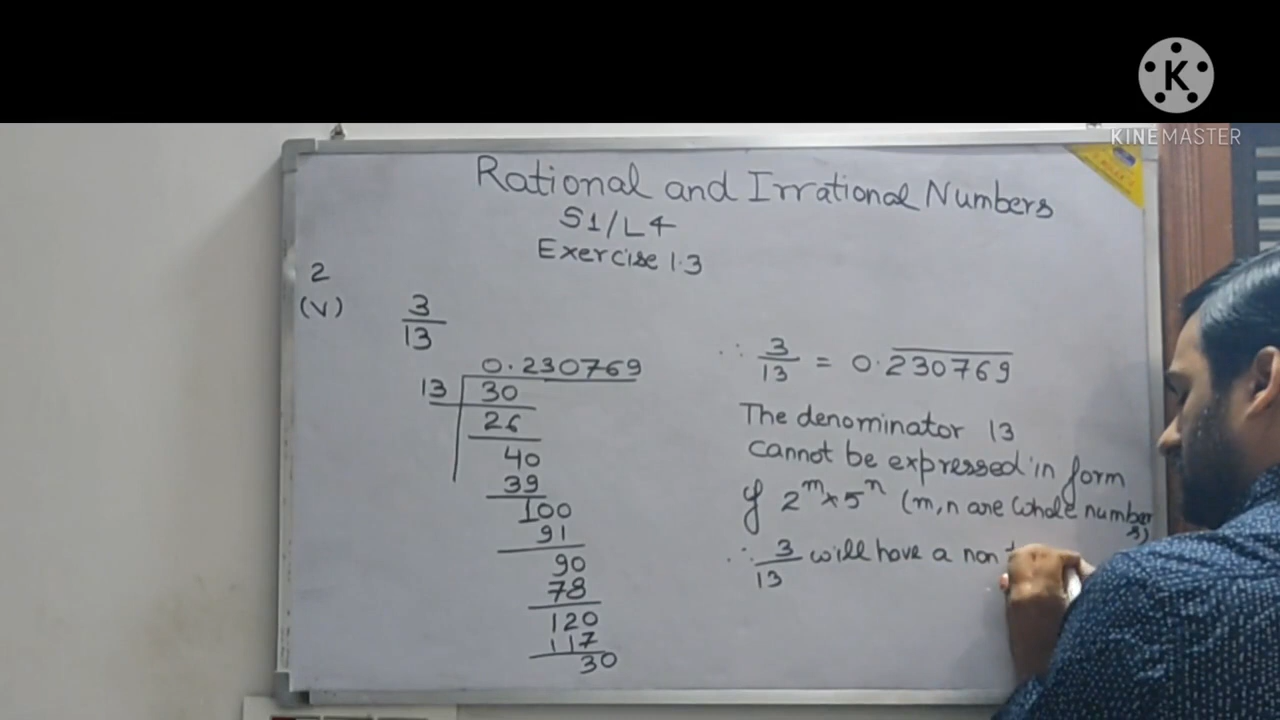 K
KINEMASTER
Rational and Irrational Numbers
S1/L4
Exercise 1.3
2
(V)
3
13
0.230769
13 30
26
40
39
100
91
90
78
120
117
30
∴ 3/13 = 0.230769
The denominator 13
cannot be expressed in form
of 2^m × 5^n (m, n are whole numbers)
∴ 3/13 will have a non t